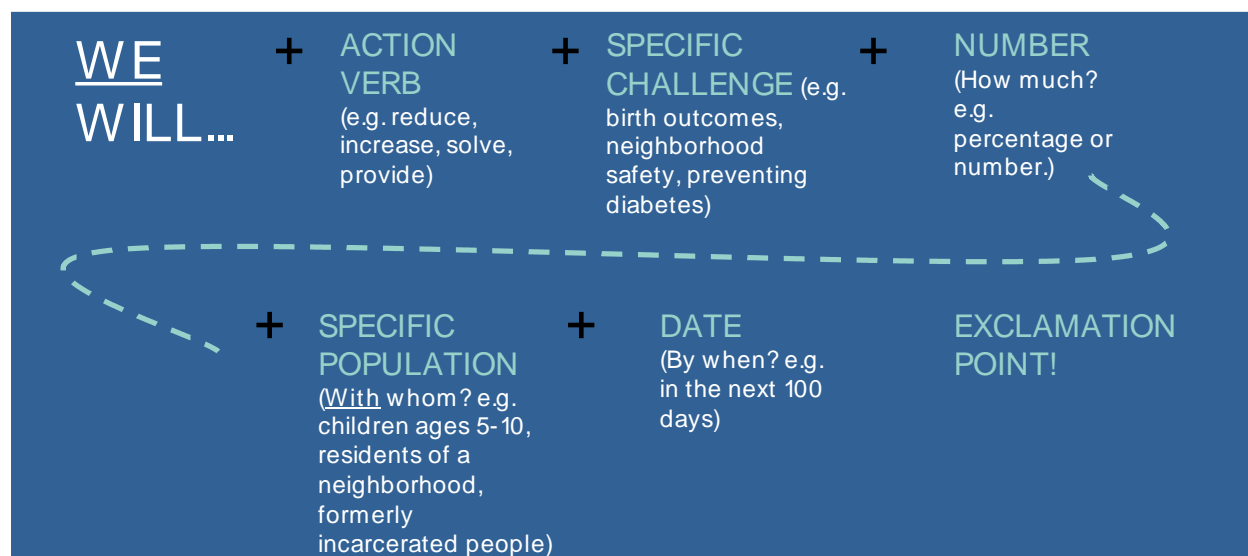 WE
WILL...
+
ACTION
VERB
(e.g. reduce,
increase, solve,
provide)
+
SPECIFIC
CHALLENGE (e.g.
birth outcomes,
neighborhood
safety, preventing
diabetes)
+
NUMBER
(How much?
e.g.
percentage or
number.)
+
SPECIFIC
POPULATION
(With whom? e.g.
children ages 5-10,
residents of a
neighborhood,
formerly
incarcerated people)
+
DATE
(By when? e.g.
in the next 100
days)
EXCLAMATION
POINT!